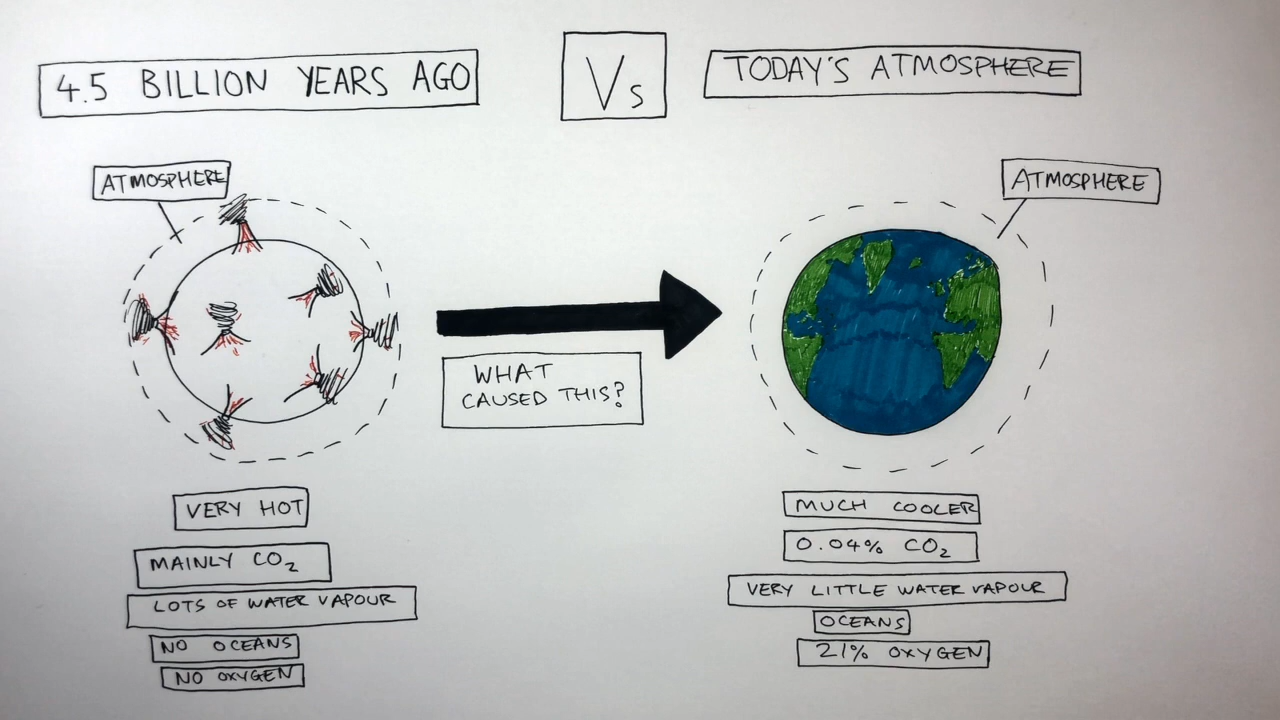 4.5 BILLION YEARS AGO
Vs
TODAY'S ATMOSPHERE
ATMOSPHERE
ATMOSPHERE
WHAT
CAUSED THIS?
VERY HOT
MAINLY CO₂
LOTS OF WATER VAPOUR
NO OCEANS
NO OXYGEN
MUCH COOLER
0.04% CO₂
VERY LITTLE WATER VAPOUR
OCEANS
21% OXYGEN